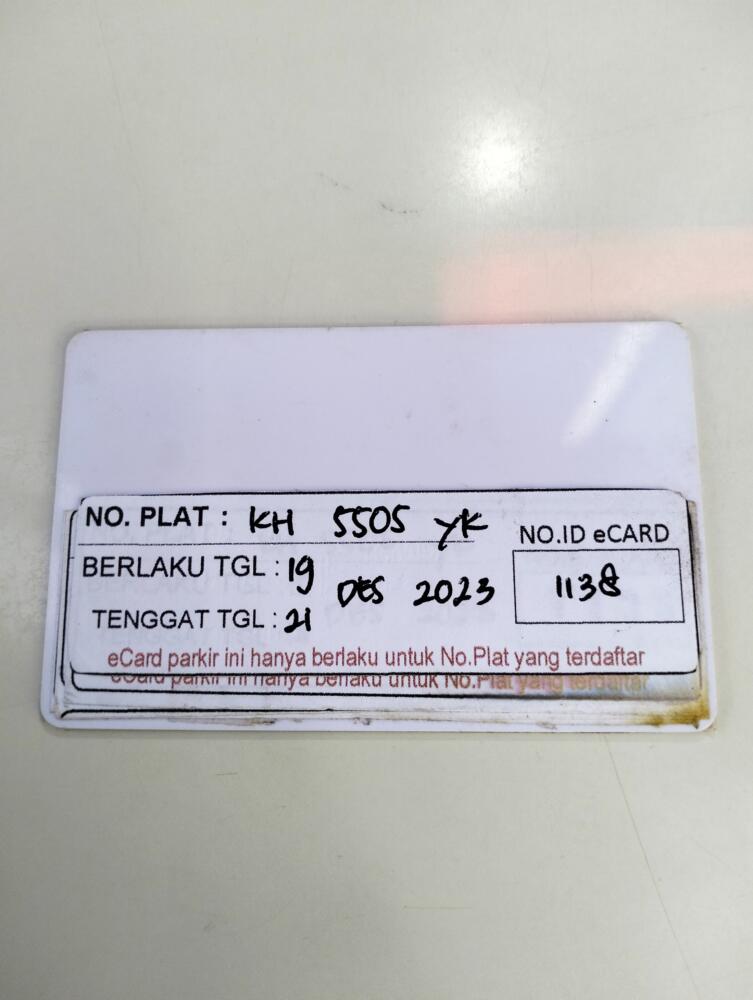 NO. PLAT : KH 5505 YK
NO.ID eCARD
BERLAKU TGL : 19
DES 2023
1138
TENGGAT TGL : 21
eCard parkir ini hanya berlaku untuk No.Plat yang terdaftar
eCard parkir ini hanya berlaku untuk No.Plat yang terdaftar